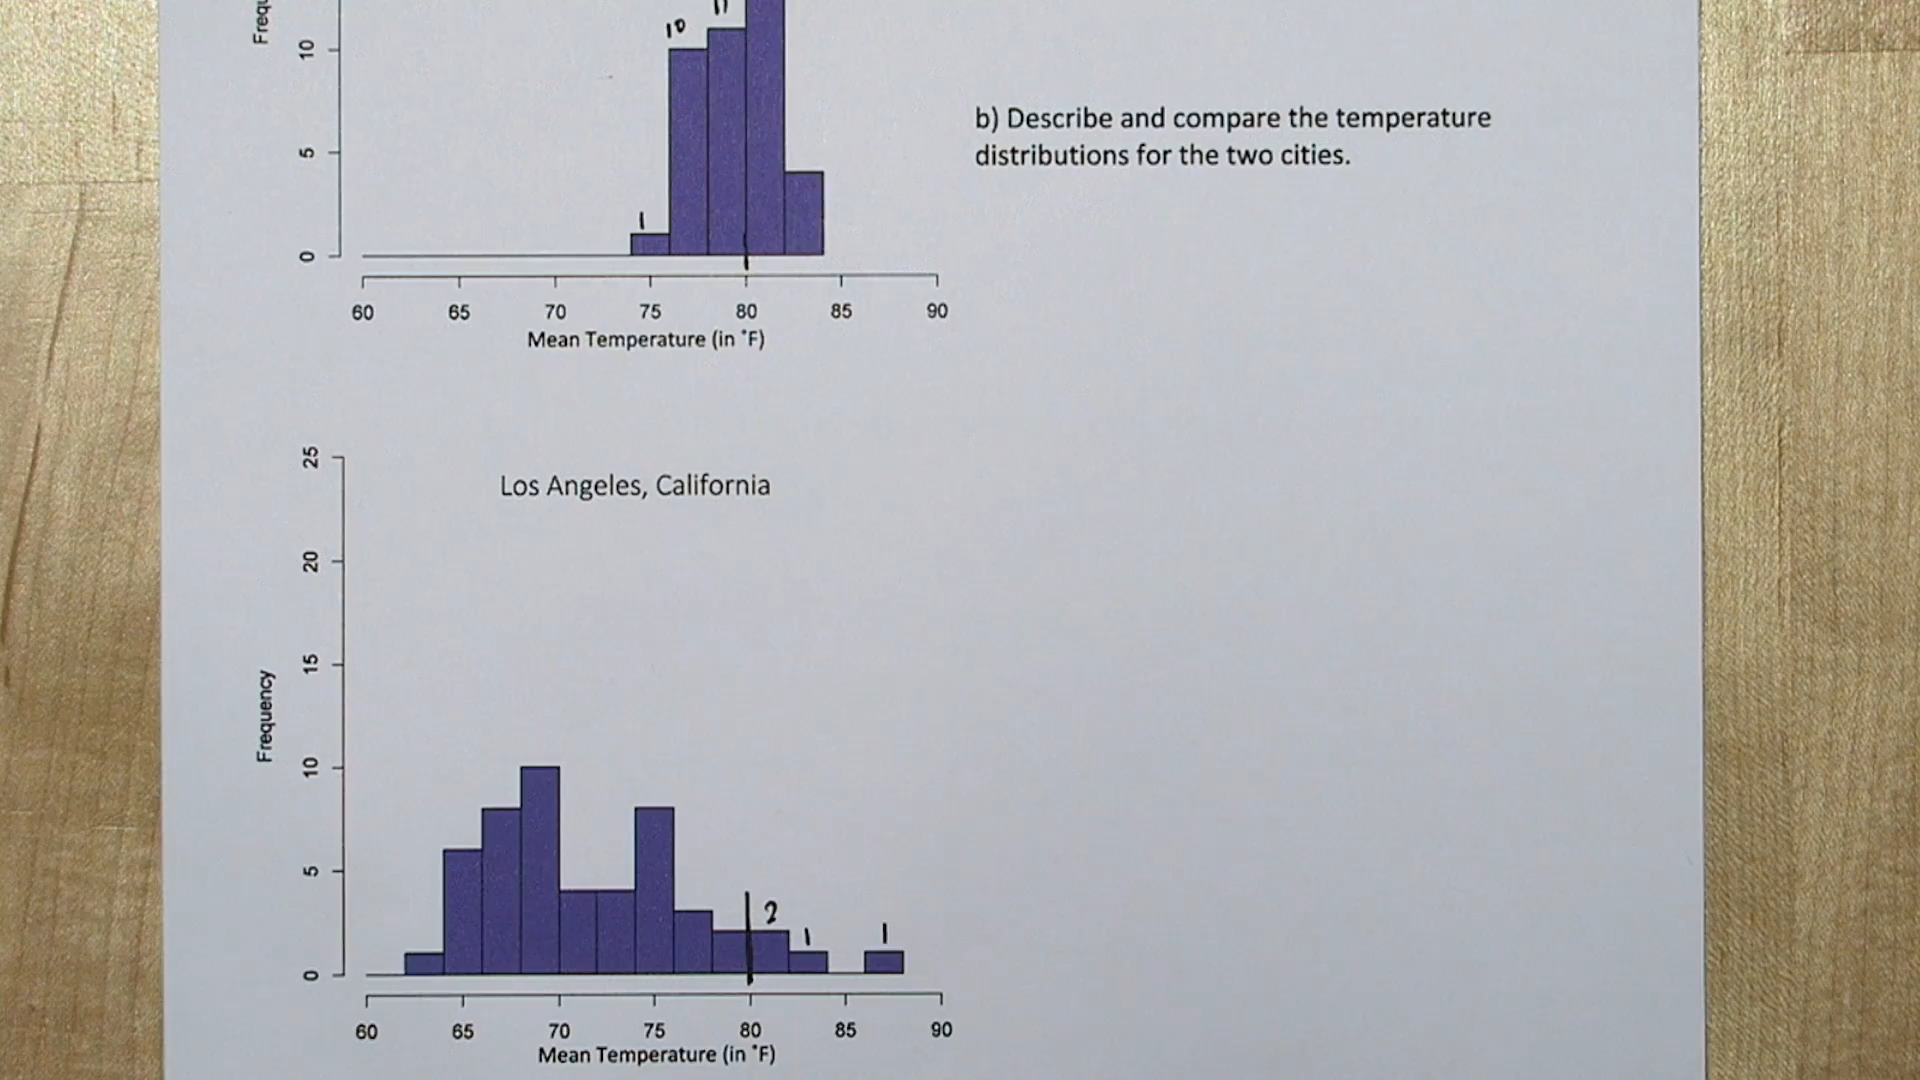 11
10
10
5
1
0
60 65 70 75 80 85 90
Mean Temperature (in °F)
b) Describe and compare the temperature
distributions for the two cities.
Los Angeles, California
Frequency
25
20
15
10
5
0
2
1
1
60 65 70 75 80 85 90
Mean Temperature (in °F)